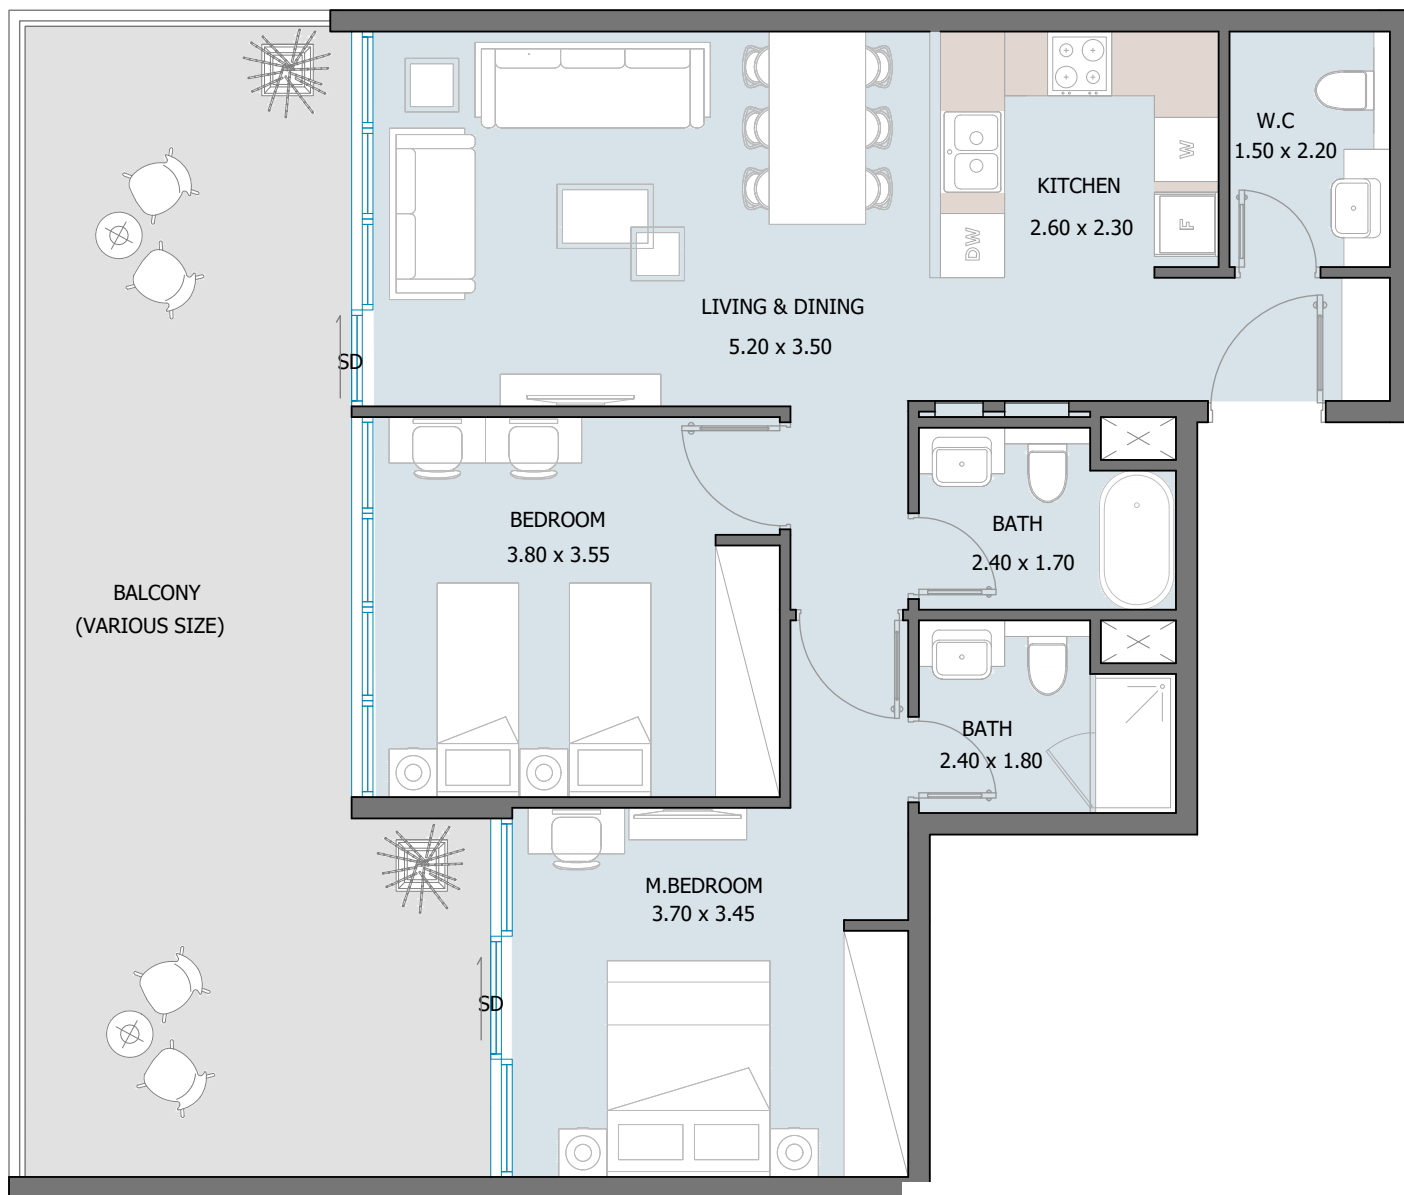 W.C
1.50 x 2.20
KITCHEN
2.60 x 2.30
W
F
DW
LIVING & DINING
5.20 x 3.50
SD
BEDROOM
3.80 x 3.55
BATH
2.40 x 1.70
BALCONY
(VARIOUS SIZE)
BATH
2.40 x 1.80
M.BEDROOM
3.70 x 3.45
SD